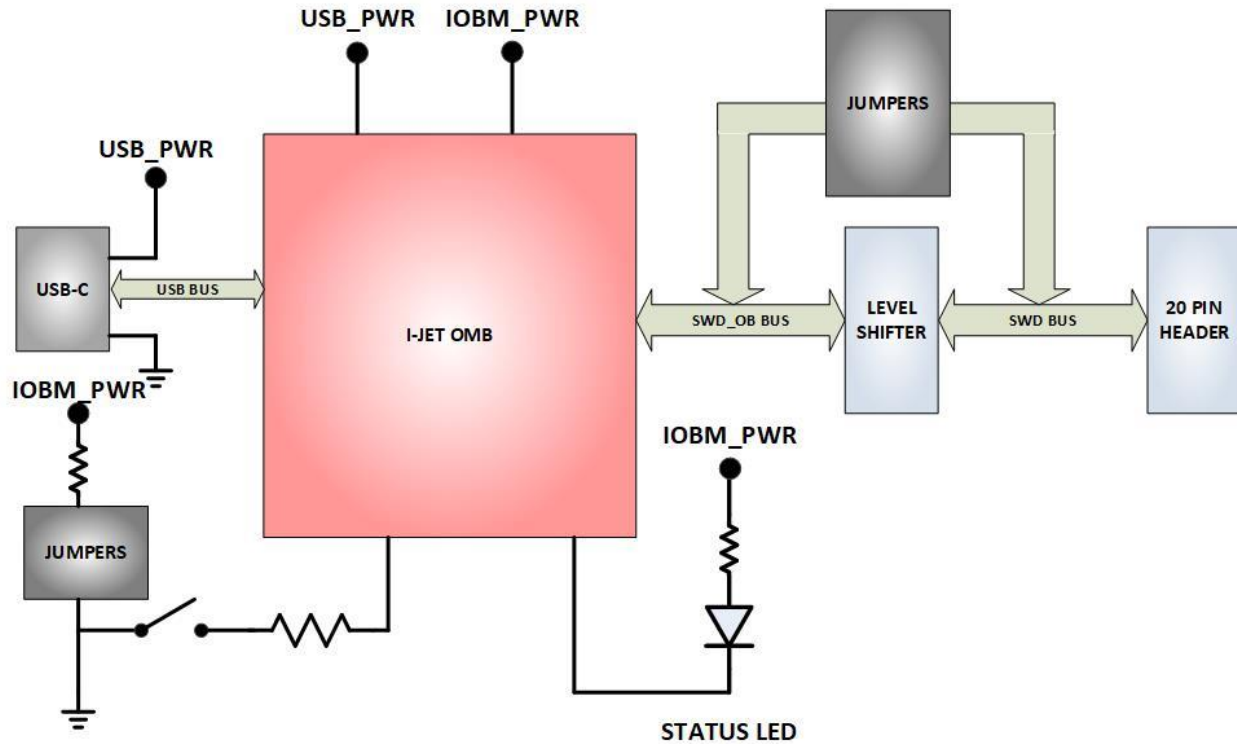 USB_PWR
IOBM_PWR
JUMPERS
USB_PWR
USB-C
USB BUS
I-JET OMB
SWD_OB BUS
LEVEL
SHIFTER
SWD BUS
20 PIN
HEADER
IOBM_PWR
IOBM_PWR
JUMPERS
STATUS LED